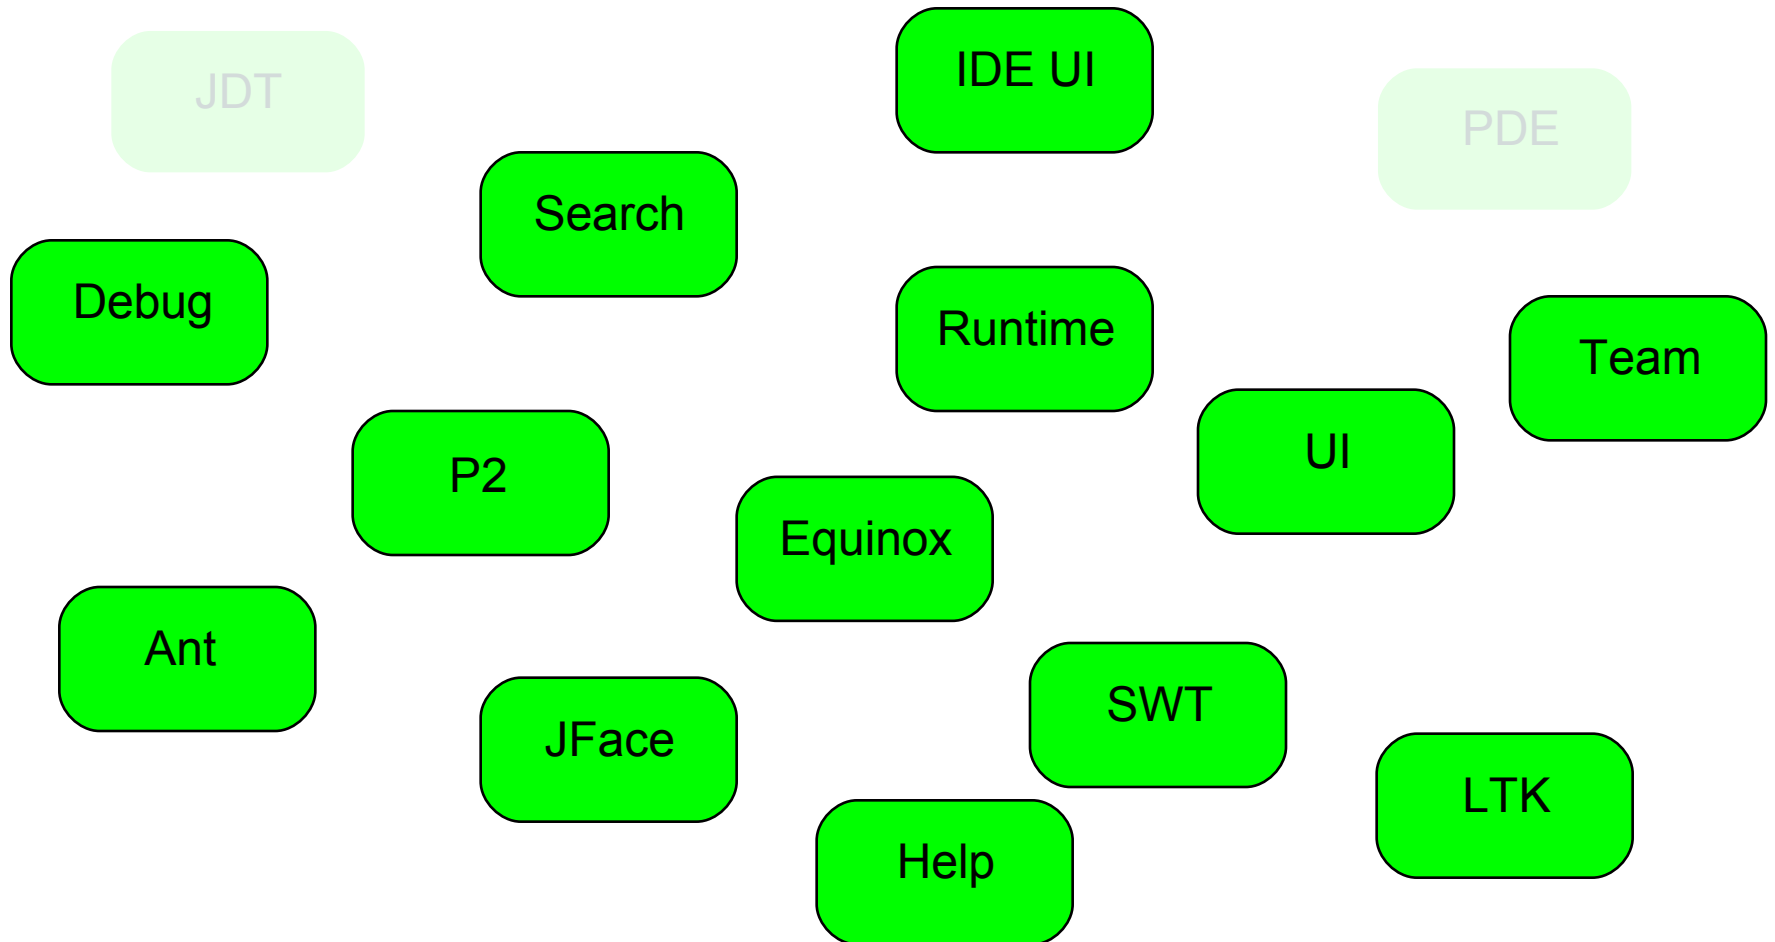 IDE UI
JDT
PDE
Search
Debug
Runtime
Team
UI
P2
Equinox
Ant
SWT
JFace
LTK
Help